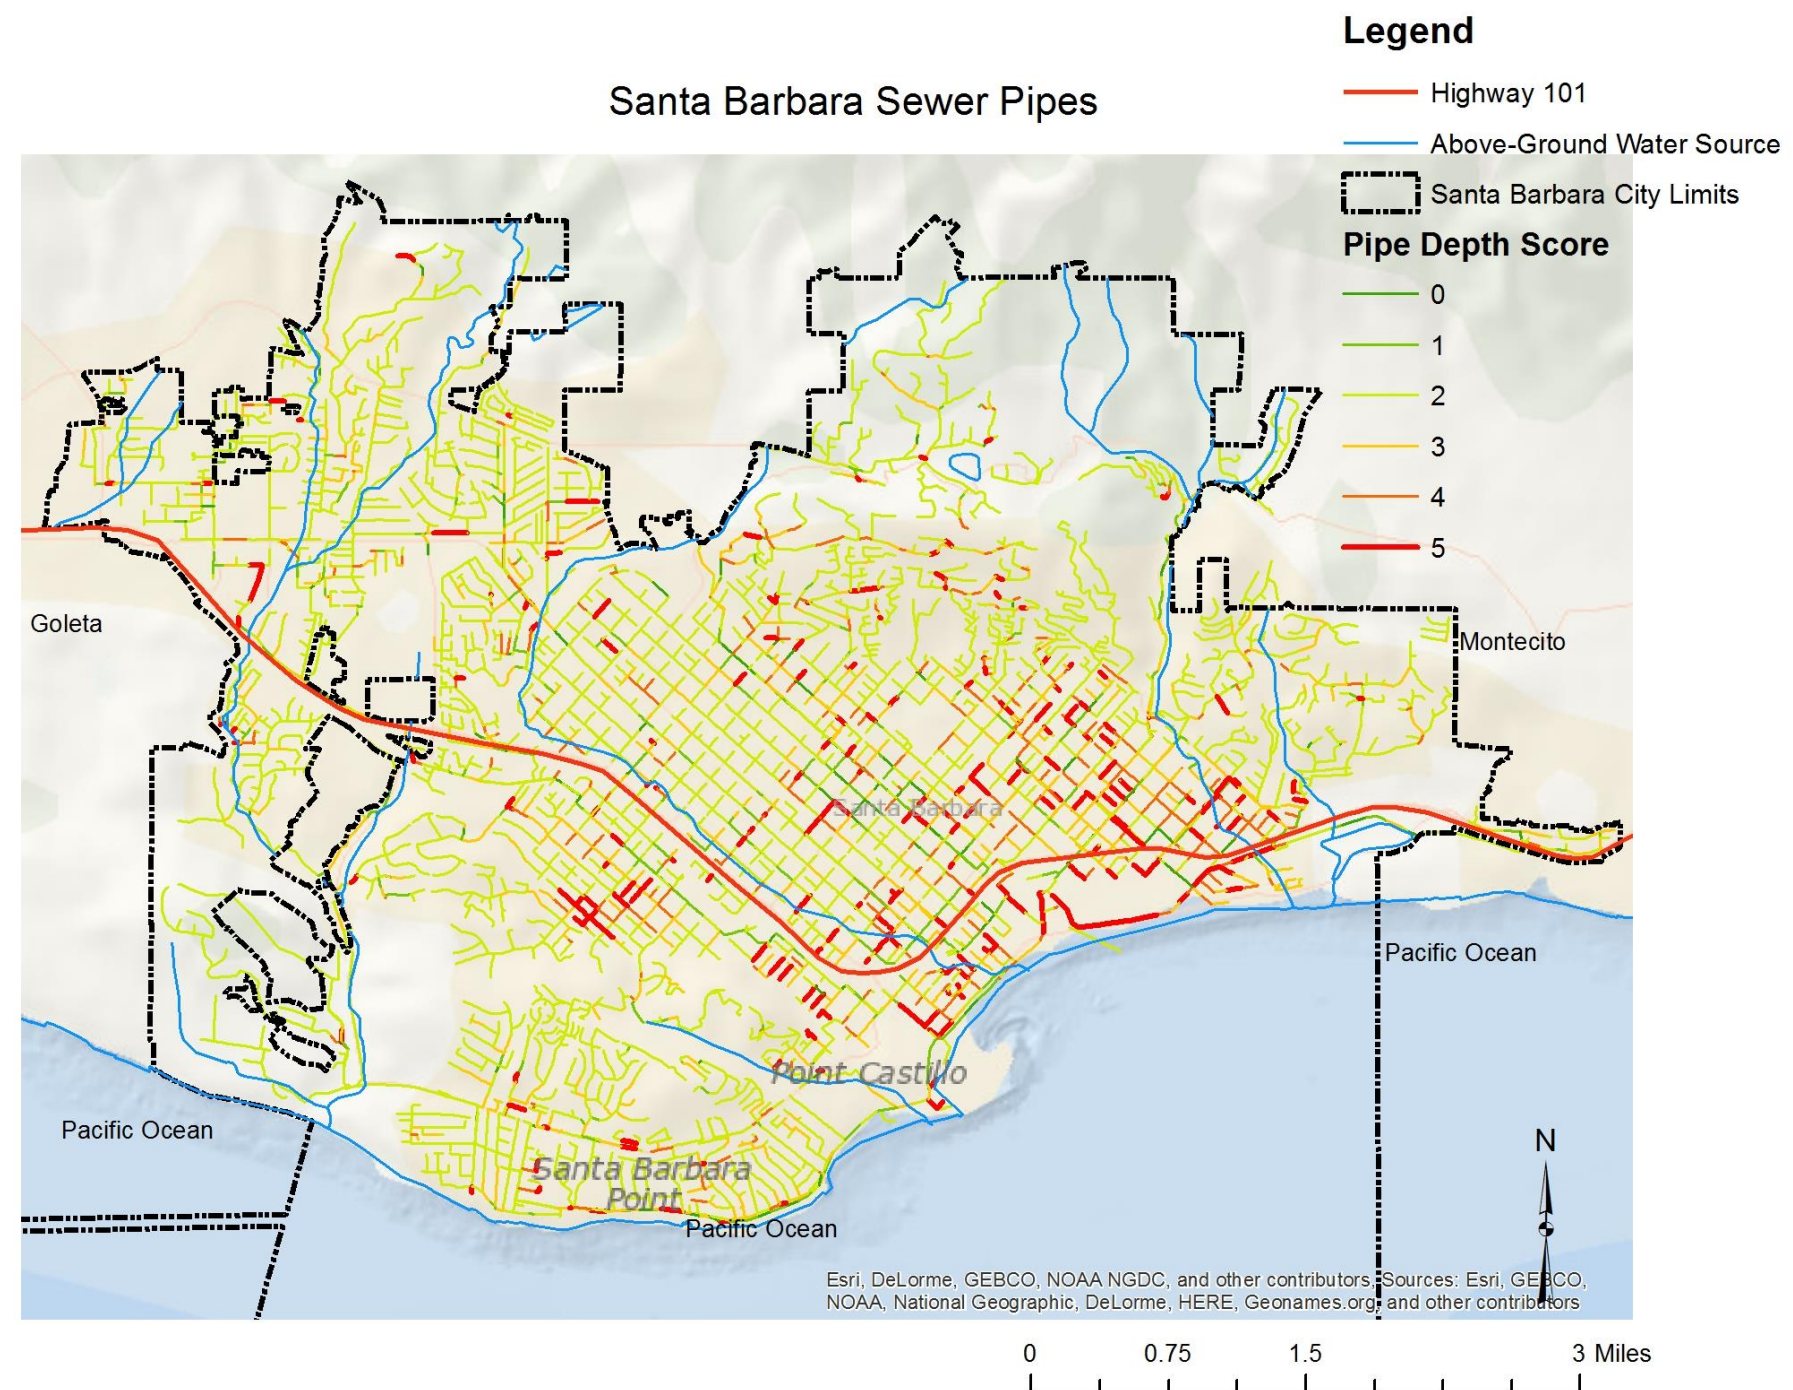 Legend
Highway 101
Santa Barbara Sewer Pipes
Above-Ground Water Source
Santa Barbara City Limits
Pipe Depth Score
0
1
2
3
4
5
Goleta
Montecito
Santa Barbara
Pacific Ocean
Point Castillo
Pacific Ocean
N
Santa Barbara
Point
Pacific Ocean
Esri, DeLorme, GEBCO, NOAA NGDC, and other contributors, Sources: Esri, GEBCO,
NOAA, National Geographic, DeLorme, HERE, Geonames.org, and other contributors
0 0.75 1.5 3 Miles